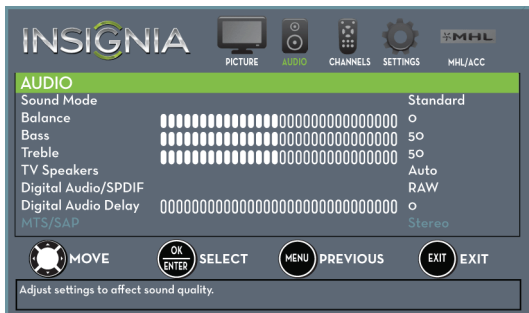 INSIGNIA
PICTURE AUDIO CHANNELS SETTINGS MHL MHL/ACC
AUDIO
Sound Mode Standard
Balance 0
Bass 50
Treble 50
TV Speakers Auto
Digital Audio/SPDIF RAW
Digital Audio Delay 0
MTS/SAP Stereo
MOVE OK ENTER SELECT MENU PREVIOUS EXIT EXIT
Adjust settings to affect sound quality.